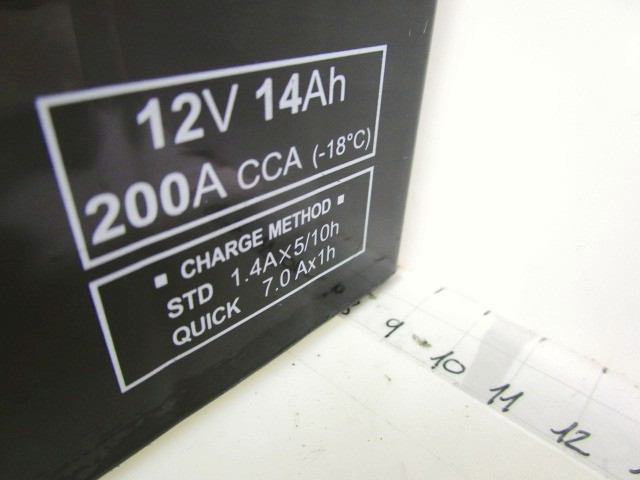 12V 14Ah
200A CCA (-18°C)
▪ CHARGE METHOD ▪
STD 1.4A×5/10h
QUICK 7.0 Ax1h
9 10 11 12